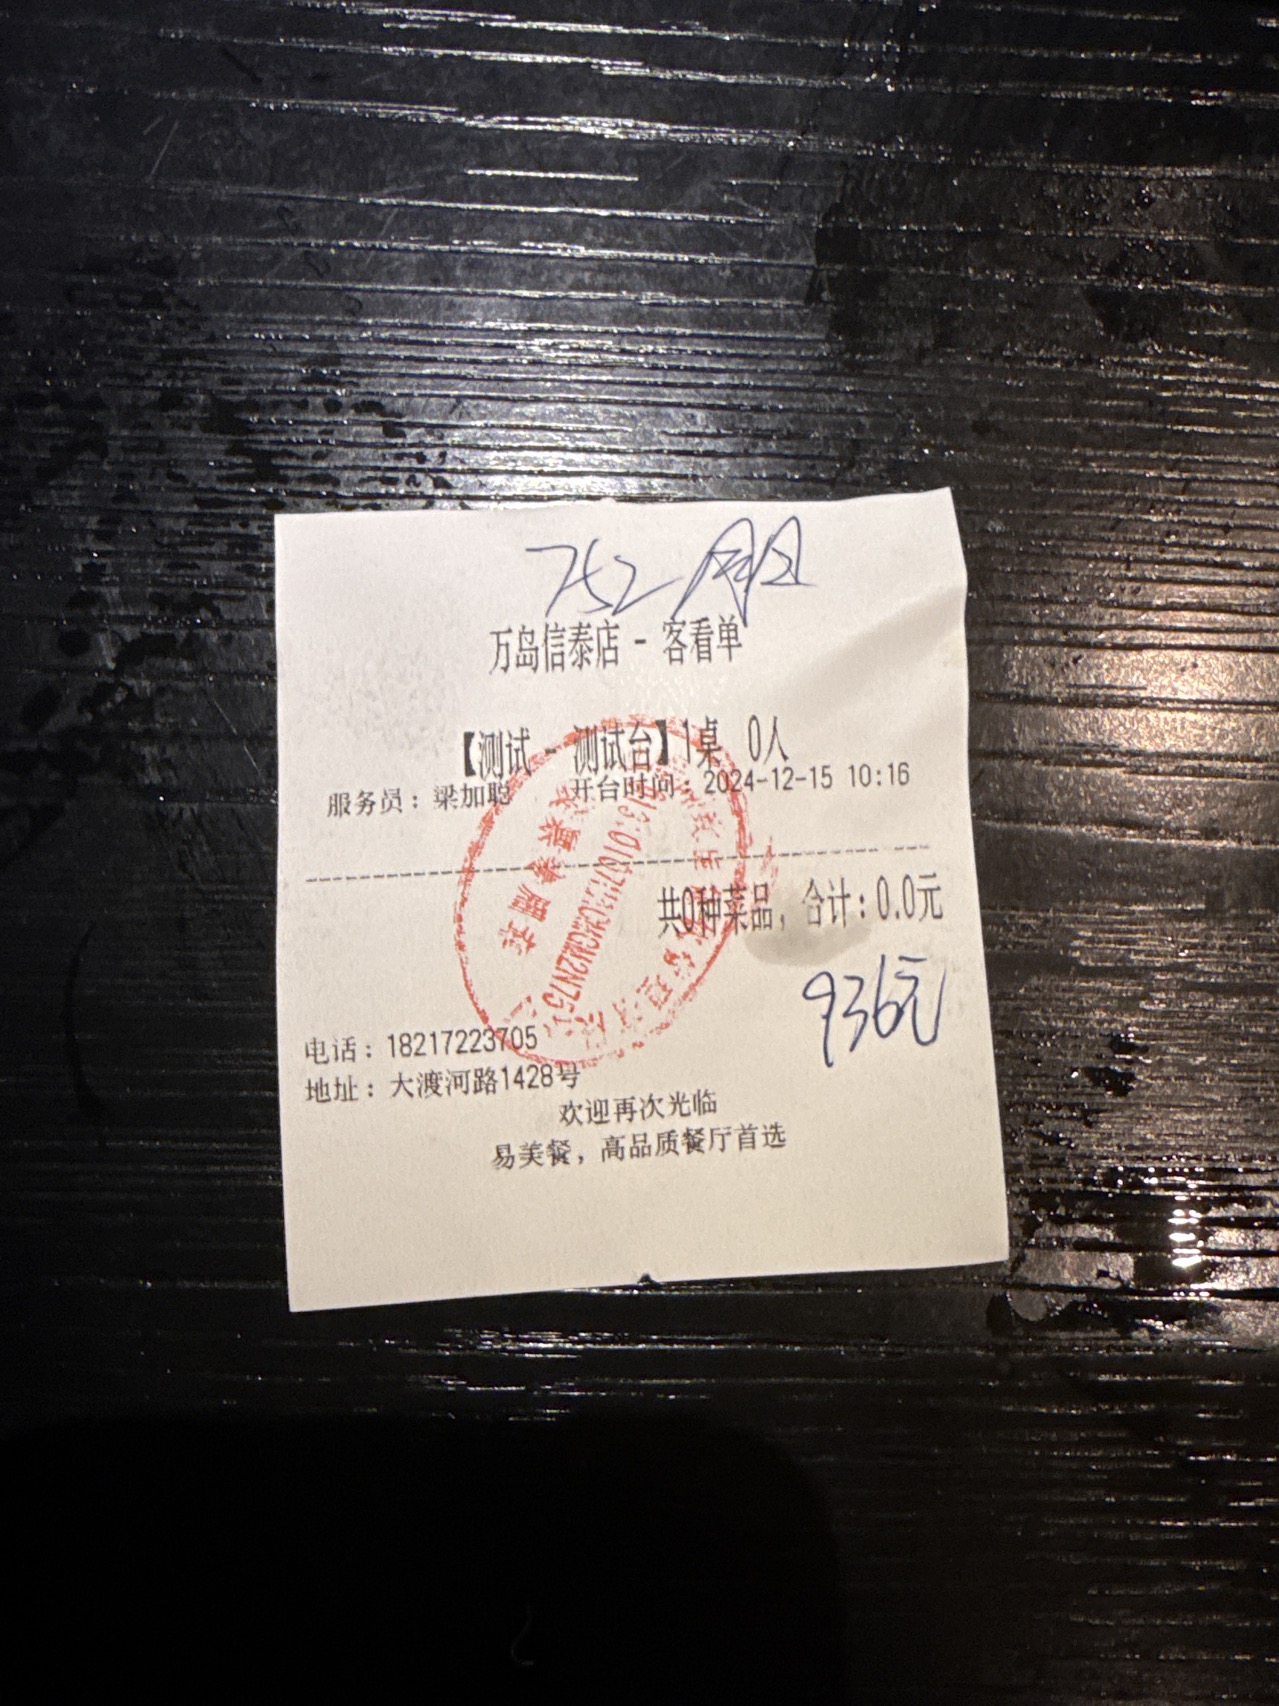 752
万岛信泰店 - 客看单
【测试 - 测试台】1桌 0人
服务员：梁加聪 开台时间：2024-12-15 10:16
共0种菜品，合计：0.0元
936元
电话：18217223705
地址：大渡河路1428号
欢迎再次光临
易美餐，高品质餐厅首选